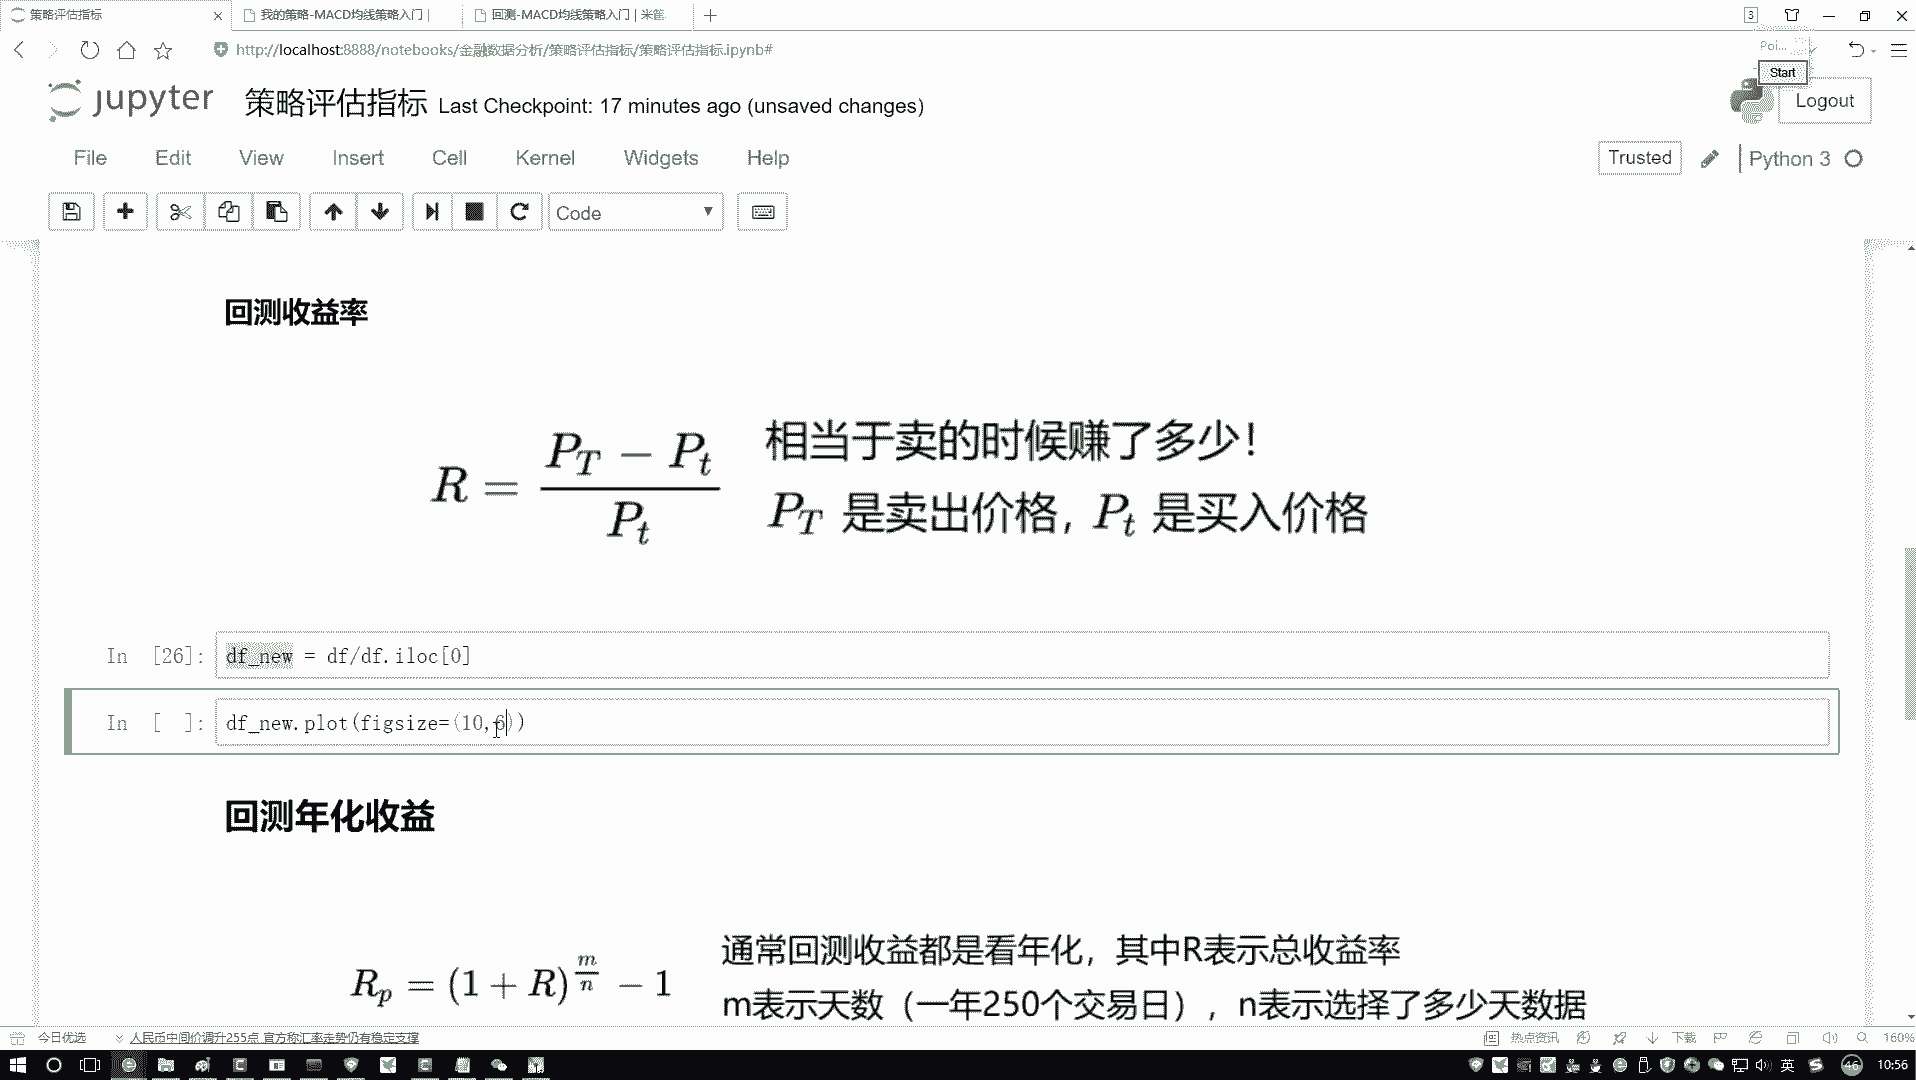 策略评估指标
我的策略-MACD均线策略入门 |
回测-MACD均线策略入门 | 米筐
3
http://localhost:8888/notebooks/金融数据分析/策略评估指标/策略评估指标.ipynb#
Poi...
Start
jupyter 策略评估指标 Last Checkpoint: 17 minutes ago (unsaved changes)
Logout
File Edit View Insert Cell Kernel Widgets Help
Trusted
Python 3
Code
回测收益率
R = \frac{P_T - P_t}{P_t}
相当于卖的时候赚了多少!
P_T 是卖出价格, P_t 是买入价格
In [26]: df_new = df/df.iloc[0]
In [ ]: df_new.plot(figsize=(10,6))
回测年化收益
R_p = (1 + R)^{\frac{m}{n}} - 1
通常回测收益都是看年化，其中R表示总收益率
m表示天数（一年250个交易日），n表示选择了多少天数据
今日优选
人民币中间价调升255点 官方称汇率走势仍有稳定支撑
热点资讯
下载
160%
英
46
10:56